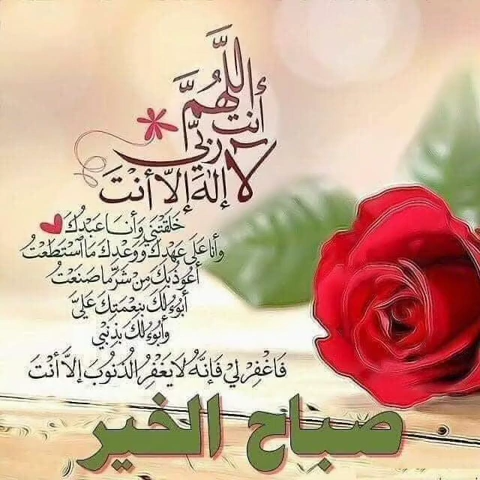 اللَّهُمَّ
أنت
ربي
لا إله إلا أنت
خلقتني وأنا عبدك
وأنا على عهدك ووعدك ما استطعت
أعوذ بك من شر ما صنعت
أبوء لك بنعمتك علي
وأبوء لك بذنبي
فاغفر لي فإنه لا يغفر الذنوب إلا أنت
صباح الخير